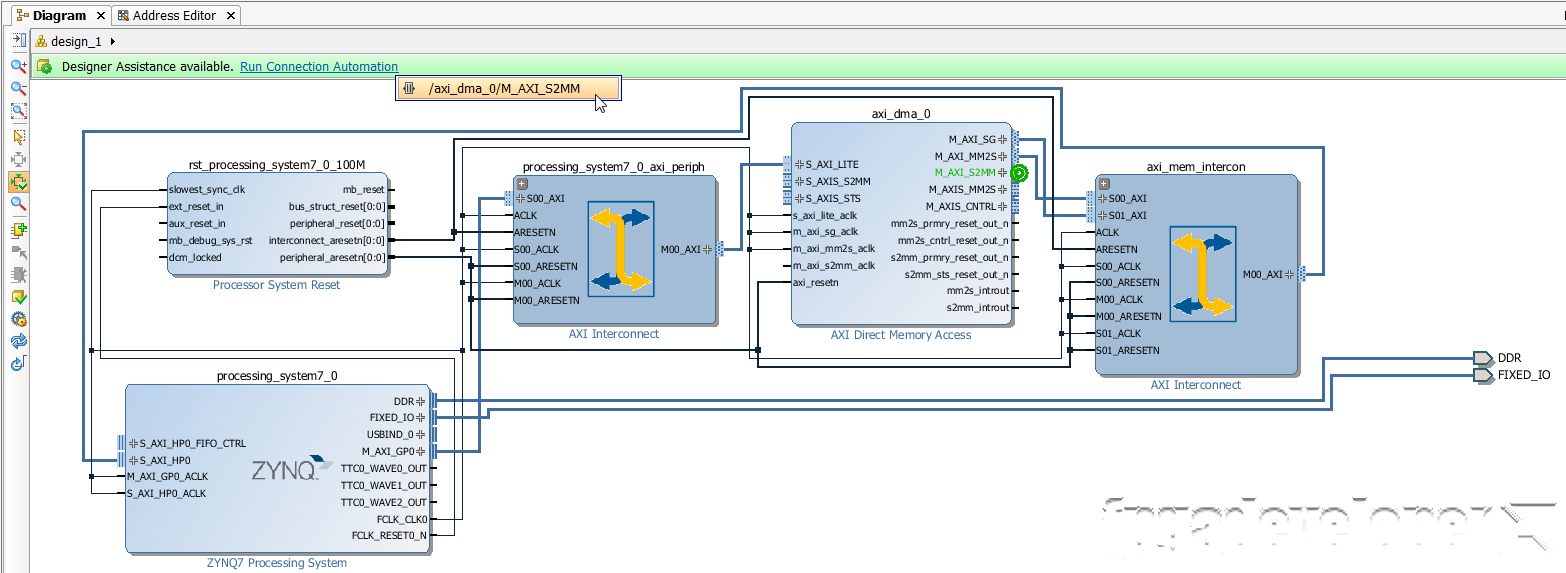 Diagram
Address Editor
design_1
Designer Assistance available. Run Connection Automation
/axi_dma_0/M_AXI_S2MM
rst_processing_system7_0_100M
slowest_sync_clk
ext_reset_in
aux_reset_in
mb_debug_sys_rst
dcm_locked
mb_reset
bus_struct_reset[0:0]
peripheral_reset[0:0]
interconnect_aresetn[0:0]
peripheral_aresetn[0:0]
Processor System Reset
processing_system7_0_axi_periph
S00_AXI
ACLK
ARESETN
S00_ACLK
S00_ARESETN
M00_ACLK
M00_ARESETN
M00_AXI
AXI Interconnect
axi_dma_0
S_AXI_LITE
S_AXIS_S2MM
S_AXIS_STS
s_axi_lite_aclk
m_axi_sg_aclk
m_axi_mm2s_aclk
m_axi_s2mm_aclk
axi_resetn
M_AXI_SG
M_AXI_MM2S
M_AXI_S2MM
M_AXIS_MM2S
M_AXIS_CNTRL
mm2s_prmry_reset_out_n
mm2s_cntrl_reset_out_n
s2mm_prmry_reset_out_n
s2mm_sts_reset_out_n
mm2s_introut
s2mm_introut
AXI Direct Memory Access
axi_mem_intercon
S00_AXI
S01_AXI
ACLK
ARESETN
S00_ACLK
S00_ARESETN
M00_ACLK
M00_ARESETN
S01_ACLK
S01_ARESETN
M00_AXI
AXI Interconnect
DDR
FIXED_IO
processing_system7_0
S_AXI_HP0_FIFO_CTRL
S_AXI_HP0
M_AXI_GP0_ACLK
S_AXI_HP0_ACLK
ZYNQ
DDR
FIXED_IO
USBIND_0
M_AXI_GP0
TTC0_WAVE0_OUT
TTC0_WAVE1_OUT
TTC0_WAVE2_OUT
FCLK_CLK0
FCLK_RESET0_N
ZYNQ7 Processing System
fpgadeveloper